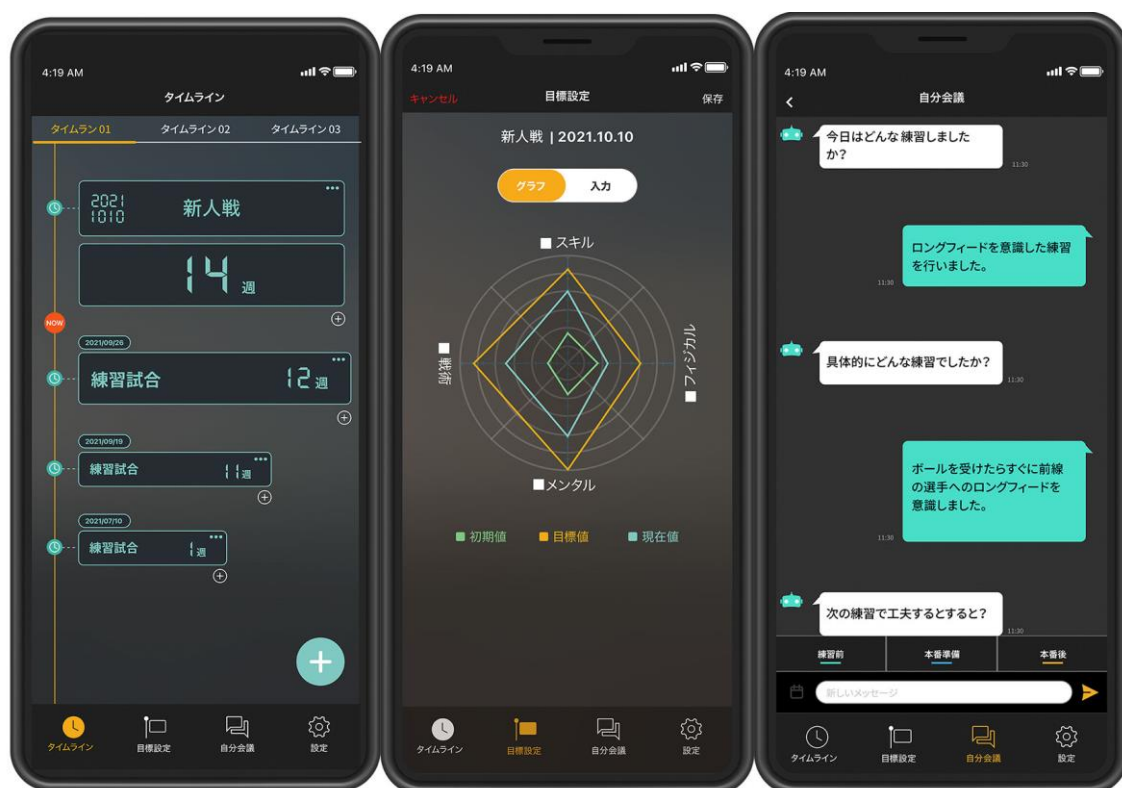 4:19 AM
タイムライン
タイムラン 01
タイムライン 02
タイムライン 03
2021
1010
新人戦
14 週
NOW
2021/09/26
練習試合
12 週
2021/09/19
練習試合
11 週
2021/07/10
練習試合
1 週
タイムライン
目標設定
自分会議
設定
4:19 AM
キャンセル
目標設定
保存
新人戦 | 2021.10.10
グラフ
入力
スキル
戦術
フィジカル
メンタル
初期値
目標値
現在値
タイムライン
目標設定
自分会議
設定
4:19 AM
自分会議
今日はどんな 練習しました
か?
11:30
ロングフィードを意識した練習
を行いました。
11:30
具体的にどんな練習でしたか?
11:30
ボールを受けたらすぐに前線
の選手へのロングフィードを
意識しました。
11:30
次の練習で工夫するとすると?
11:30
練習前
本番準備
本番後
新しいメッセージ
タイムライン
目標設定
自分会議
設定